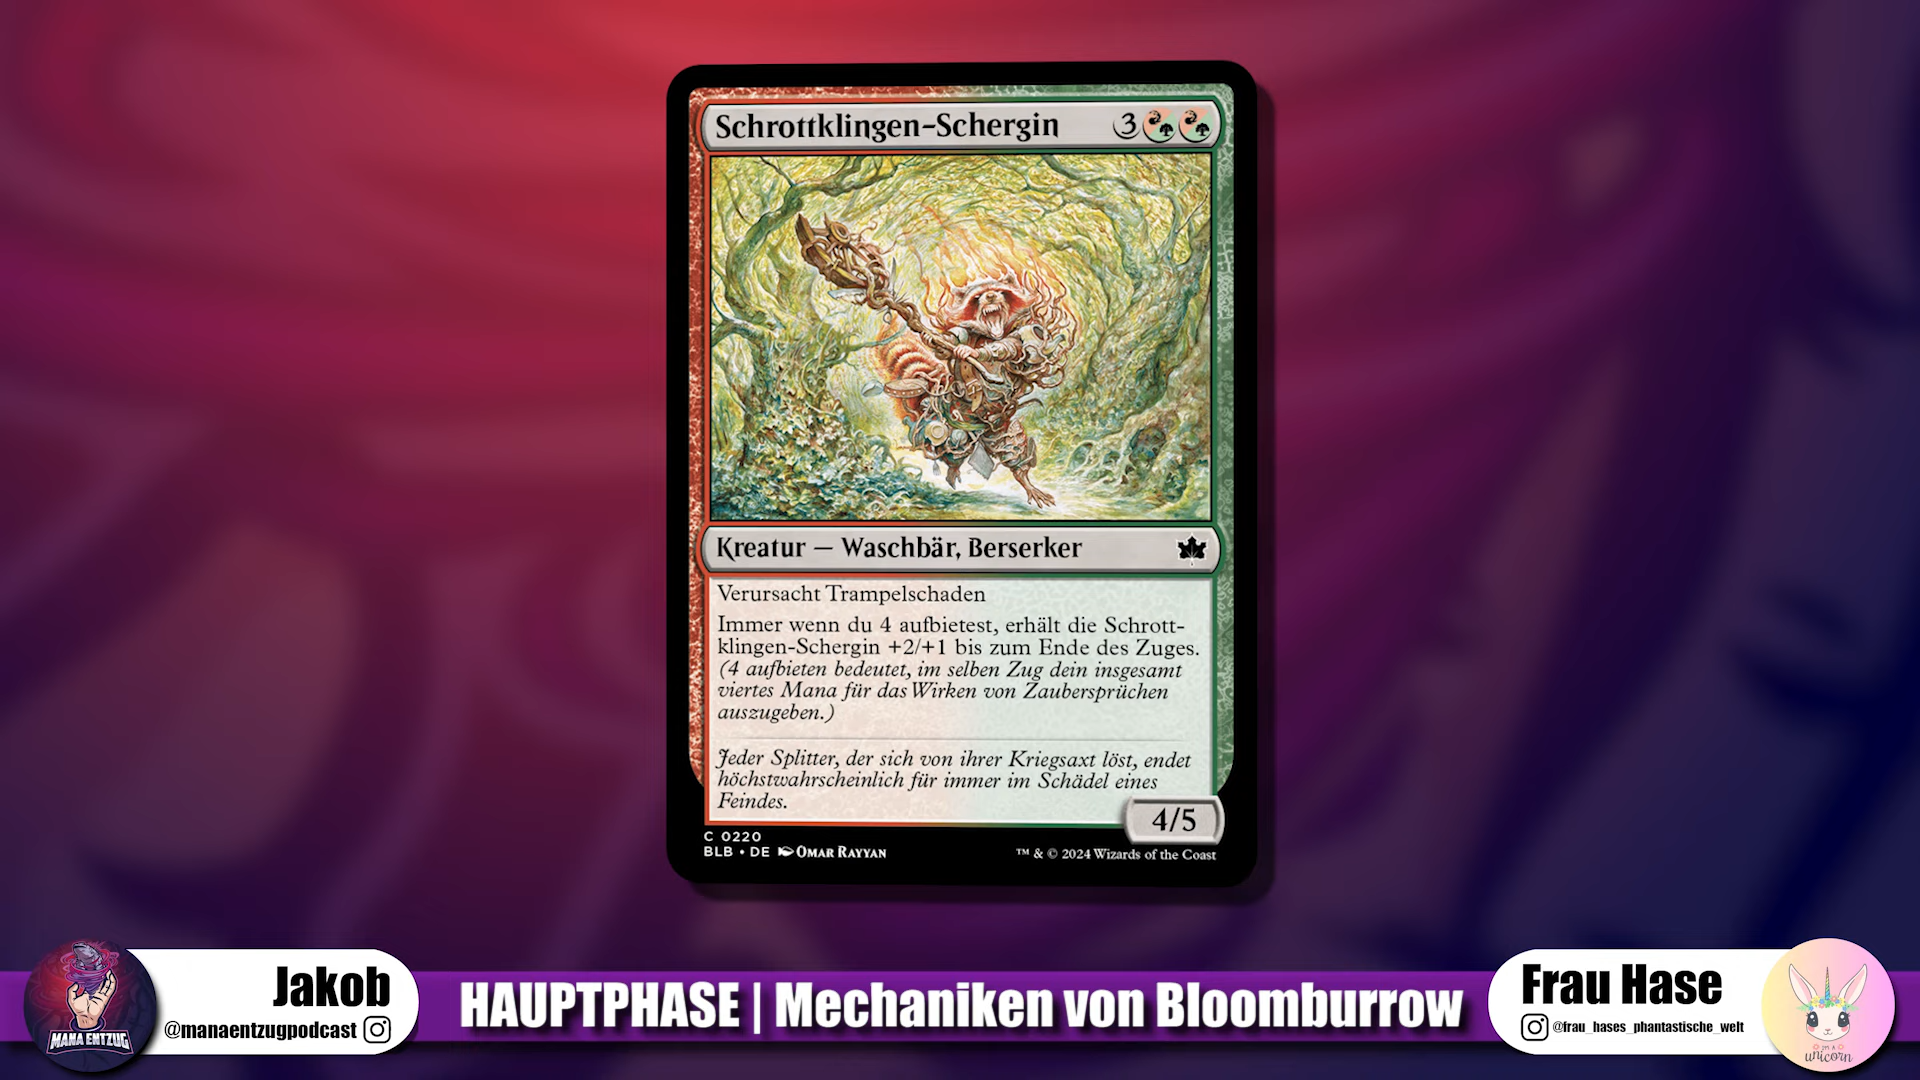 Schrottklingen-Schergin 3
Kreatur — Waschbär, Berserker
Verursacht Trampelschaden
Immer wenn du 4 aufbietest, erhält die Schrott-
klingen-Schergin +2/+1 bis zum Ende des Zuges.
(4 aufbieten bedeutet, im selben Zug dein insgesamt
viertes Mana für das Wirken von Zaubersprüchen
auszugeben.)
Jeder Splitter, der sich von ihrer Kriegsaxt löst, endet
höchstwahrscheinlich für immer im Schädel eines
Feindes.
4/5
C 0220
BLB • DE Omar Rayyan
™ & © 2024 Wizards of the Coast
MANA ENTZUG
Jakob
@manaentzugpodcast
HAUPTPHASE | Mechaniken von Bloomburrow
Frau Hase
@frau_hases_phantastische_welt
I'm a
unicorn